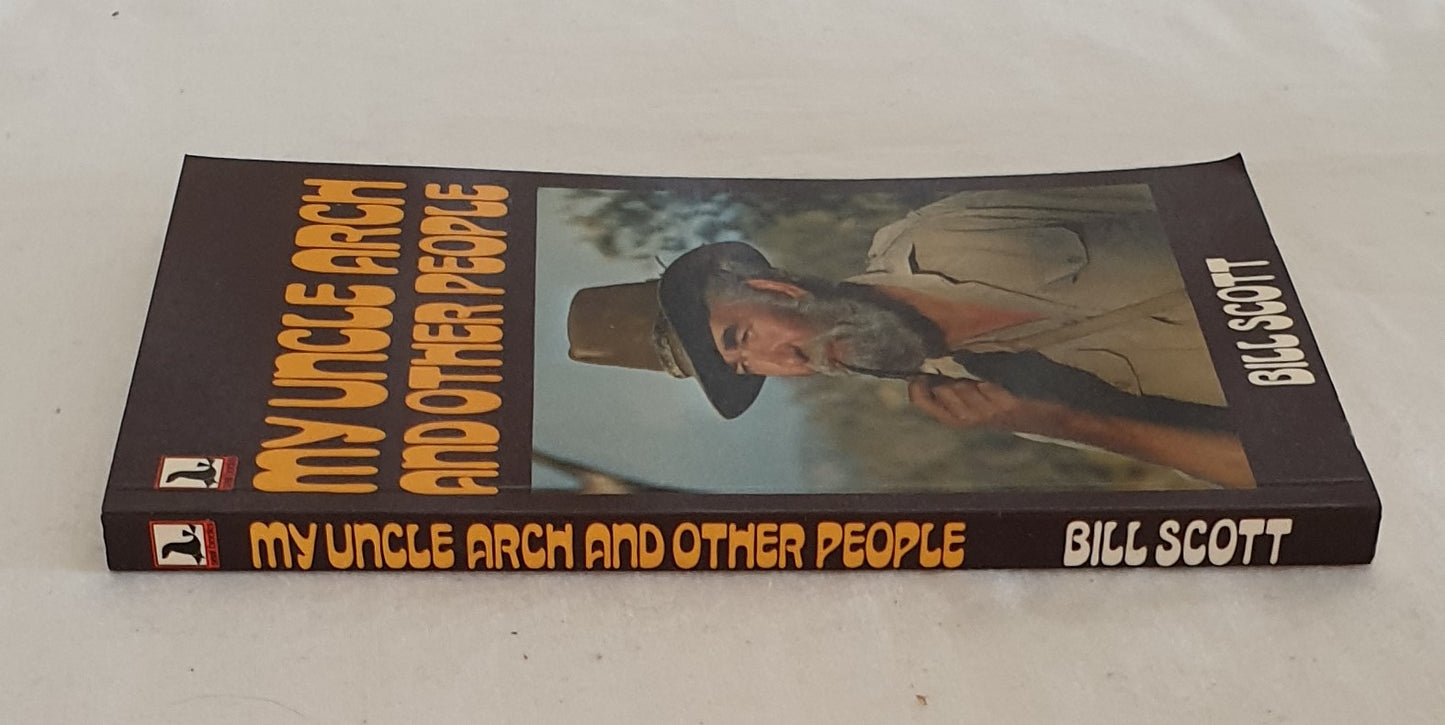 MY UNCLE ARCH
AND OTHER PEOPLE
BILL SCOTT
MY UNCLE ARCH AND OTHER PEOPLE
BILL SCOTT